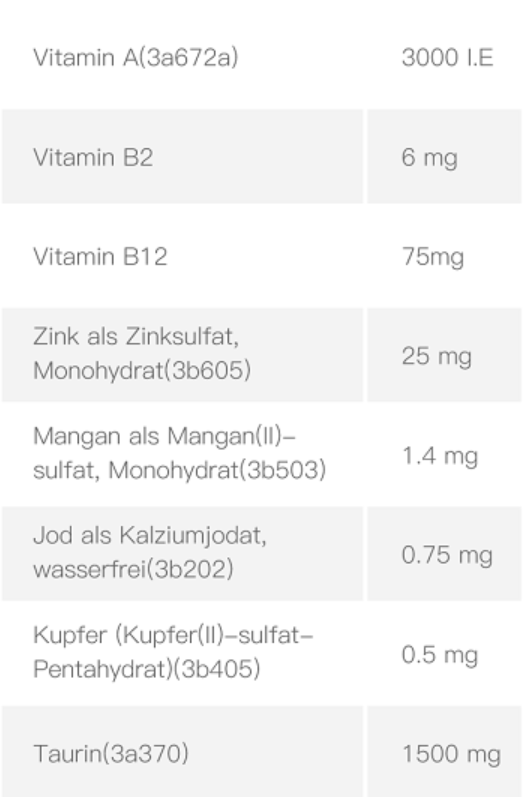 Vitamin A(3a672a) 3000 I.E
Vitamin B2 6 mg
Vitamin B12 75mg
Zink als Zinksulfat,
Monohydrat(3b605) 25 mg
Mangan als Mangan(II)–
sulfat, Monohydrat(3b503) 1.4 mg
Jod als Kalziumjodat,
wasserfrei(3b202) 0.75 mg
Kupfer (Kupfer(II)–sulfat–
Pentahydrat)(3b405) 0.5 mg
Taurin(3a370) 1500 mg